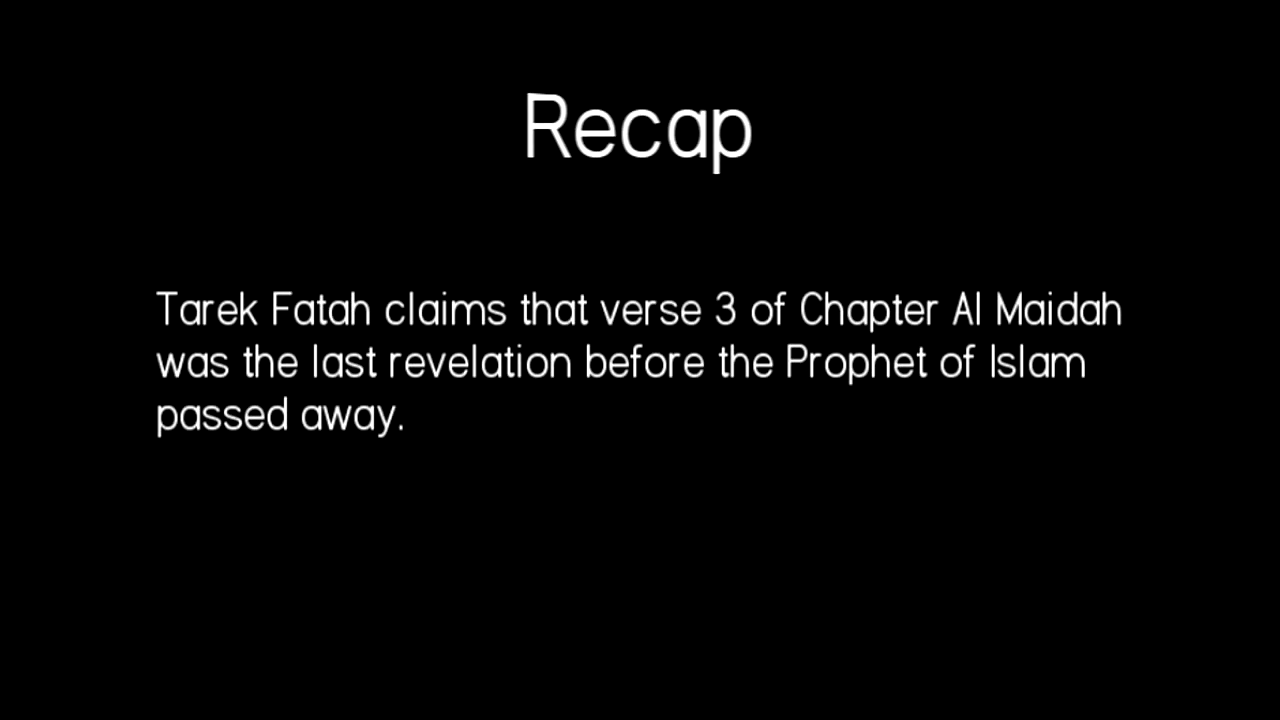 Recap
Tarek Fatah claims that verse 3 of Chapter Al Maidah
was the last revelation before the Prophet of Islam
passed away.